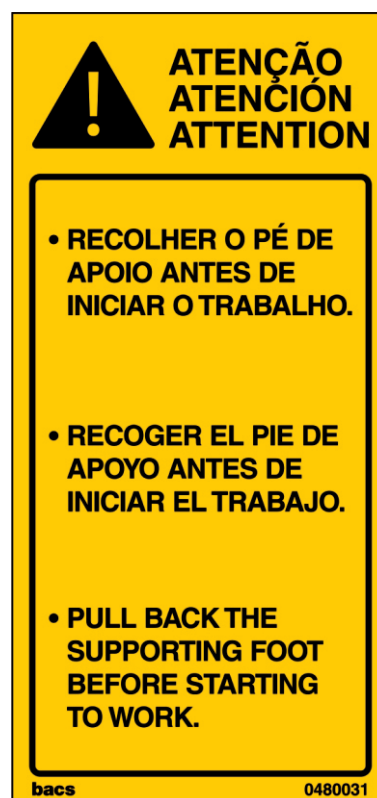 ATENÇÃO
ATENCIÓN
ATTENTION
• RECOLHER O PÉ DE
APOIO ANTES DE
INICIAR O TRABALHO.
• RECOGER EL PIE DE
APOYO ANTES DE
INICIAR EL TRABAJO.
• PULL BACK THE
SUPPORTING FOOT
BEFORE STARTING
TO WORK.
bacs 0480031